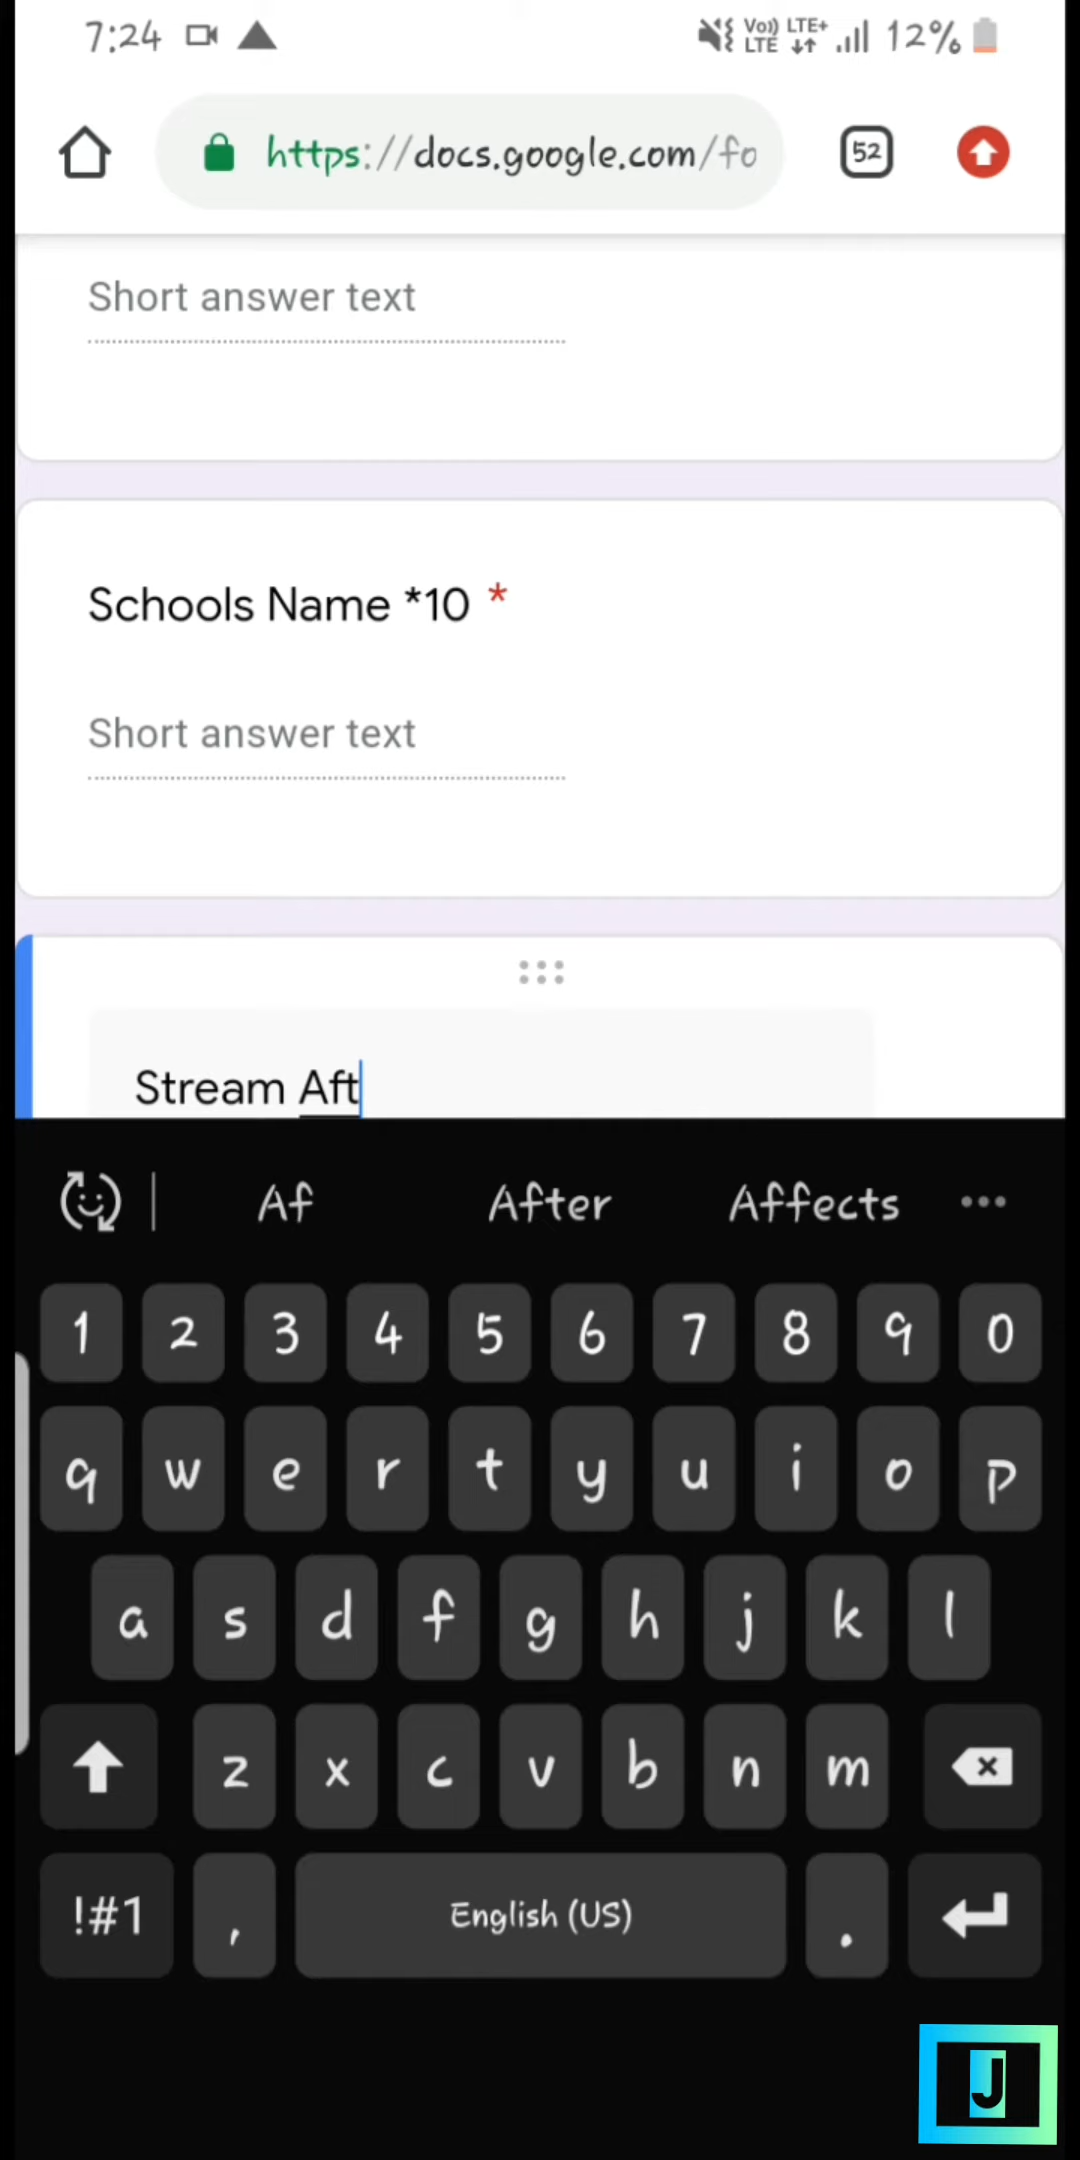 7:24 Vo)) LTE LTE+ 12%
https://docs.google.com/fo 52
Short answer text
Schools Name *10 *
Short answer text
Stream Aft
Af After Affects
1 2 3 4 5 6 7 8 9 0
q w e r t y u i o p
a s d f g h j k l
z x c v b n m
!#1 , English (US) .
J